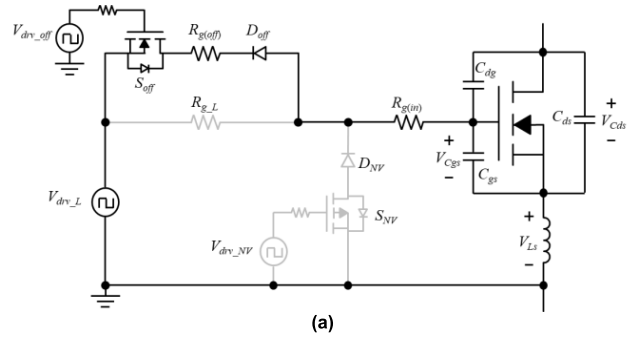 V_drv_off
S_off
R_g(off)
D_off
R_g_L
R_g(in)
C_dg
C_gs
+
V_Cgs
−
C_ds
+
V_Cds
−
D_NV
S_NV
V_drv_L
V_drv_NV
+
V_Ls
−
(a)